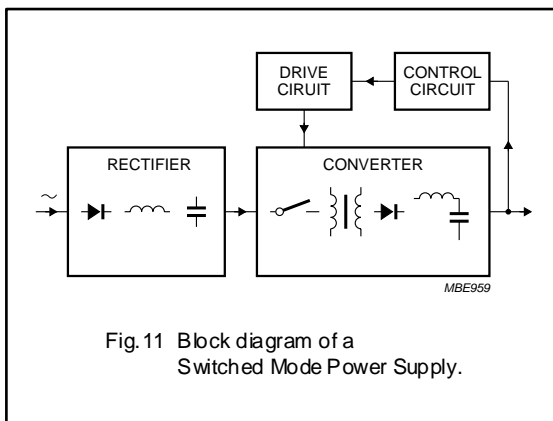 DRIVE
CIRUIT
CONTROL
CIRCUIT
RECTIFIER
CONVERTER
~
MBE959
Fig.11 Block diagram of a
Switched Mode Power Supply.